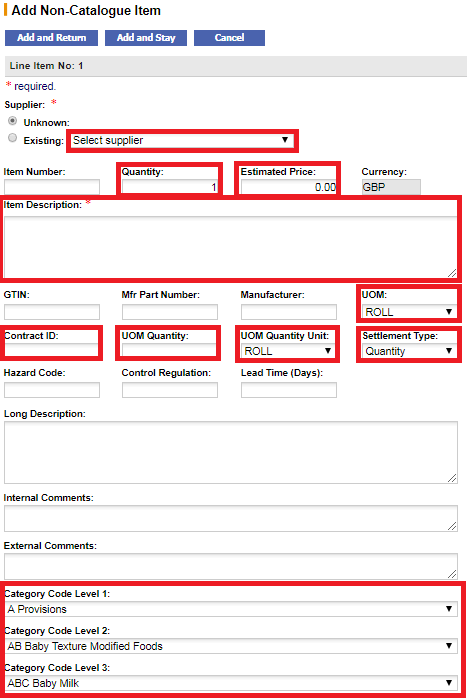 Add Non-Catalogue Item
Add and Return Add and Stay Cancel
Line Item No: 1
* required.
Supplier: *
Unknown:
Existing: Select supplier
Item Number: Quantity: Estimated Price: Currency:
1 0.00 GBP
Item Description: *
GTIN: Mfr Part Number: Manufacturer: UOM:
ROLL
Contract ID: UOM Quantity: UOM Quantity Unit: Settlement Type:
ROLL Quantity
Hazard Code: Control Regulation: Lead Time (Days):
Long Description:
Internal Comments:
External Comments:
Category Code Level 1:
A Provisions
Category Code Level 2:
AB Baby Texture Modified Foods
Category Code Level 3:
ABC Baby Milk